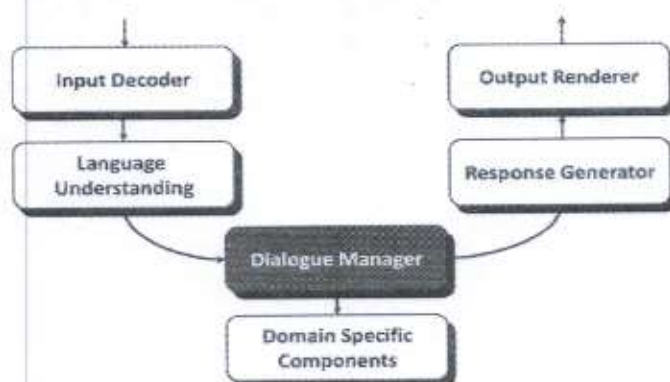 Input Decoder
Language
Understanding
Dialogue Manager
Domain Specific
Components
Response Generator
Output Renderer